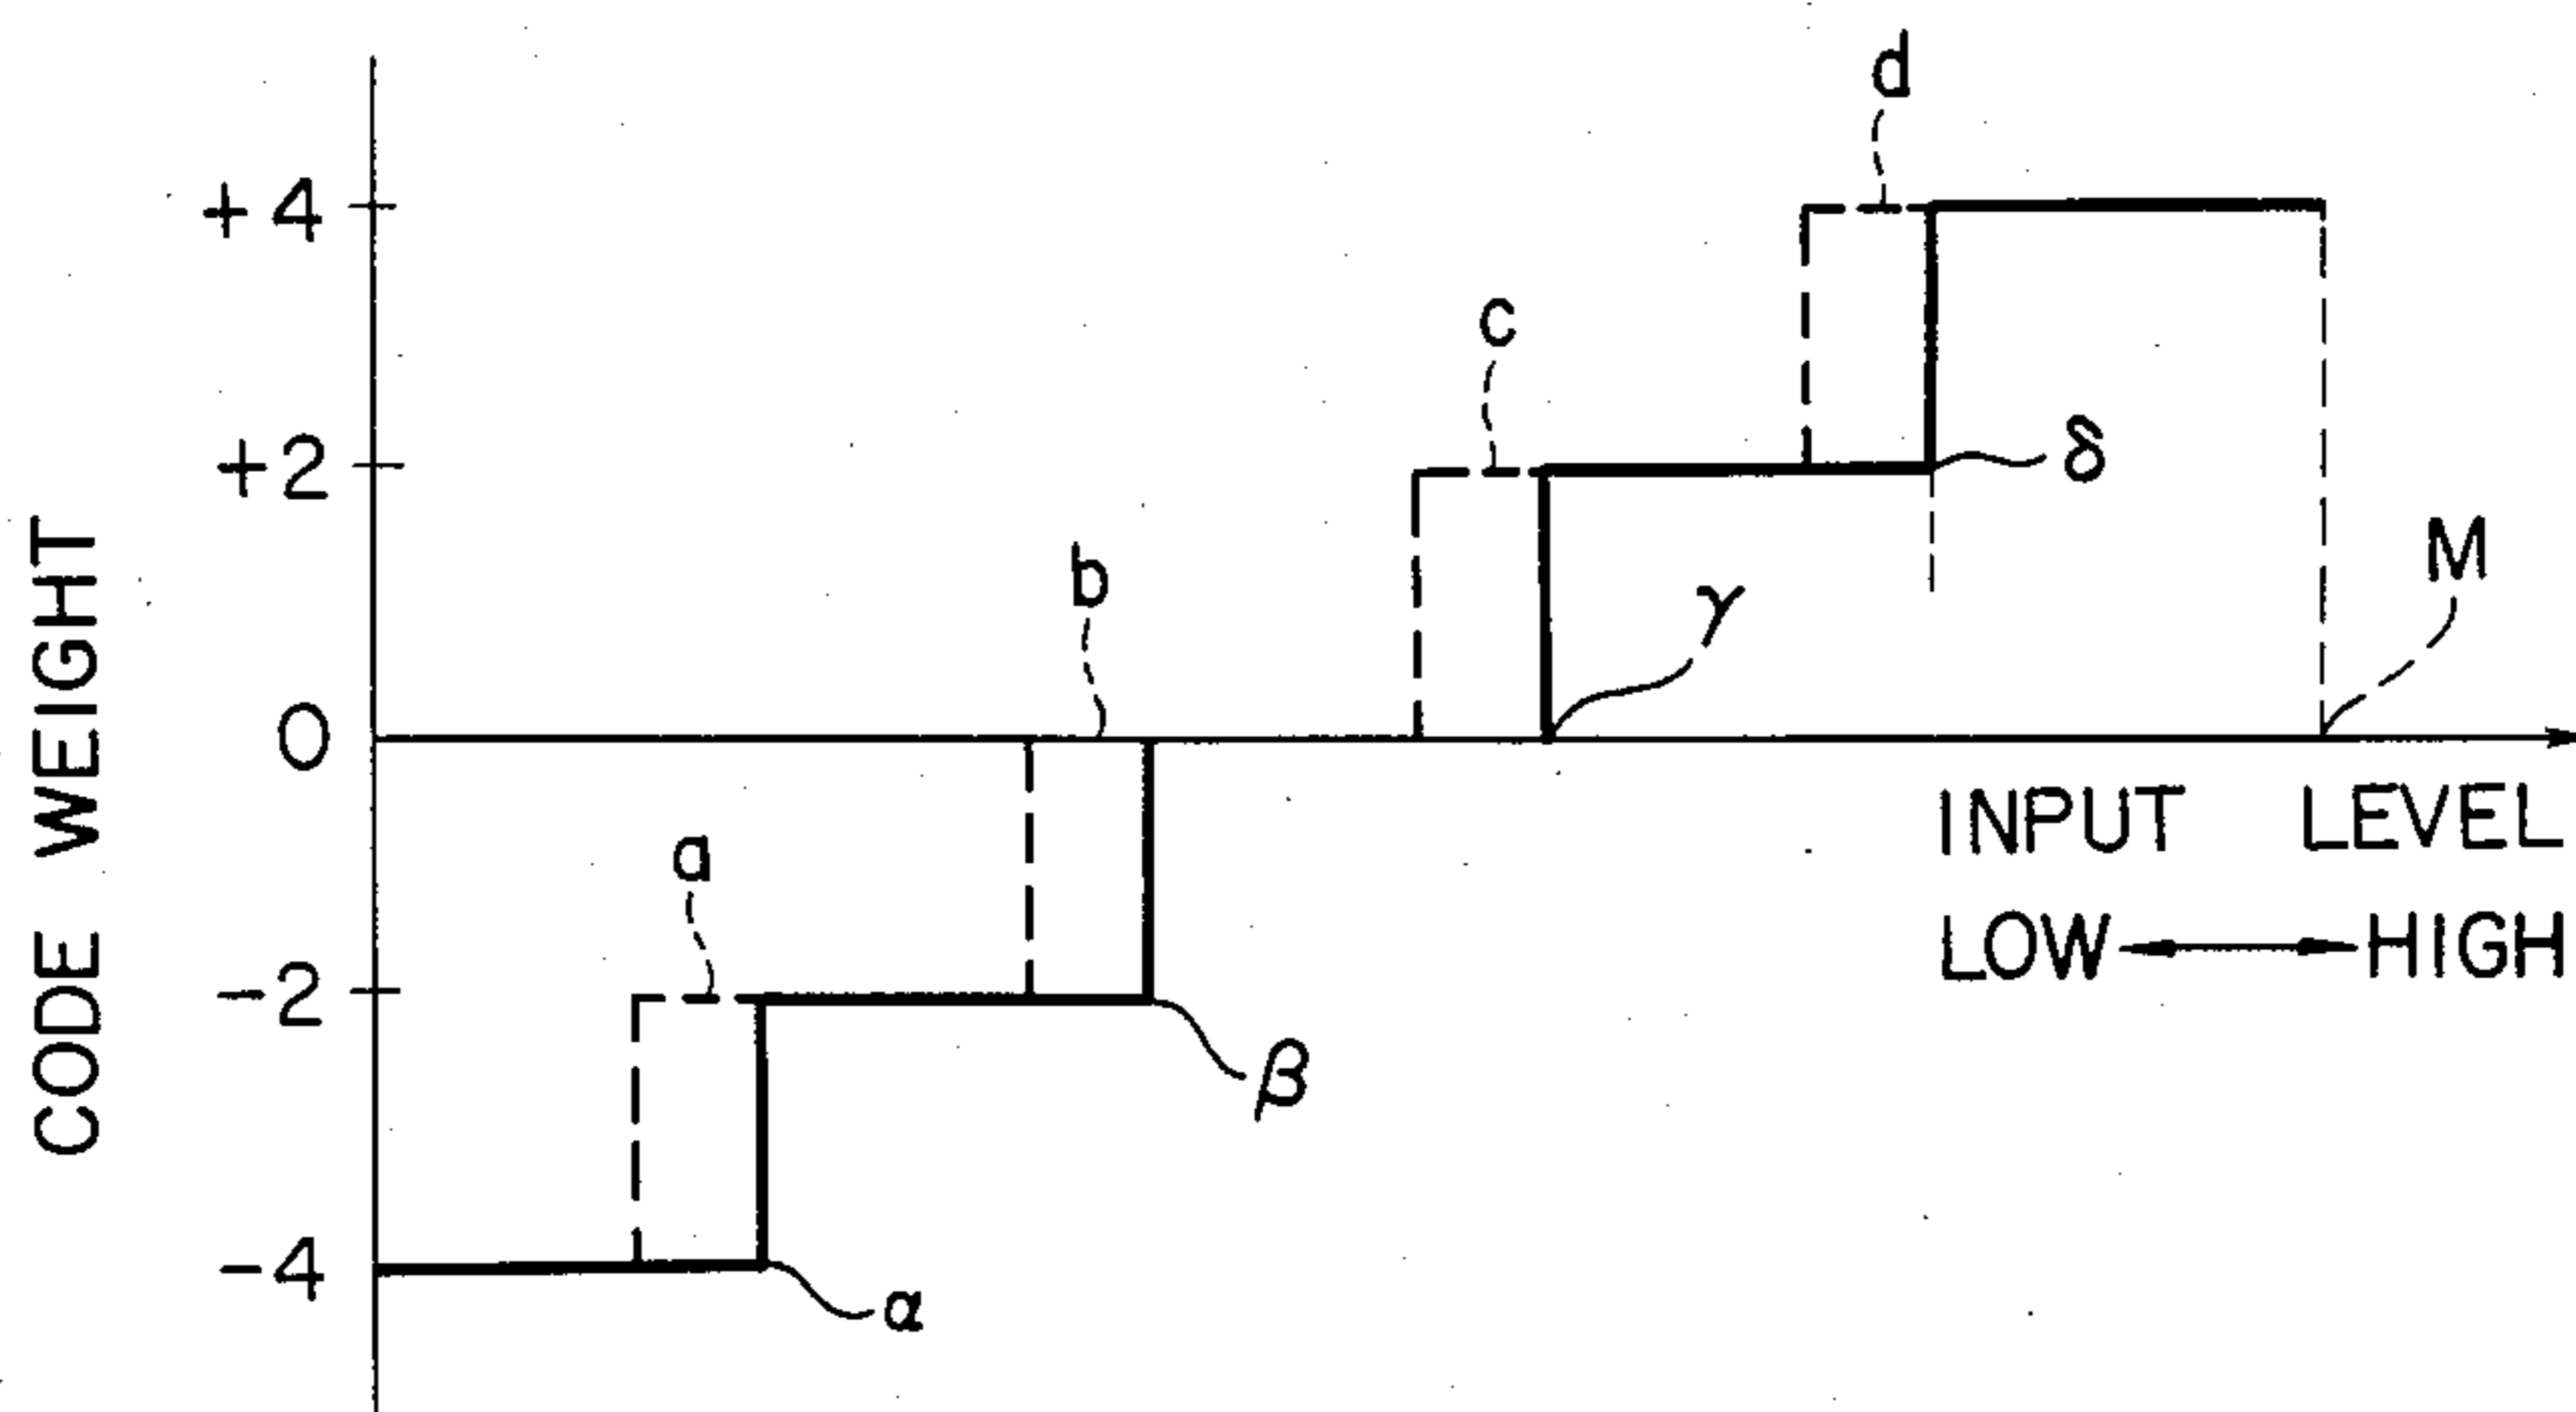 d
+4
c
+2
δ
M
b
γ
CODE WEIGHT
0
INPUT LEVEL
a
LOW HIGH
-2
β
-4
α